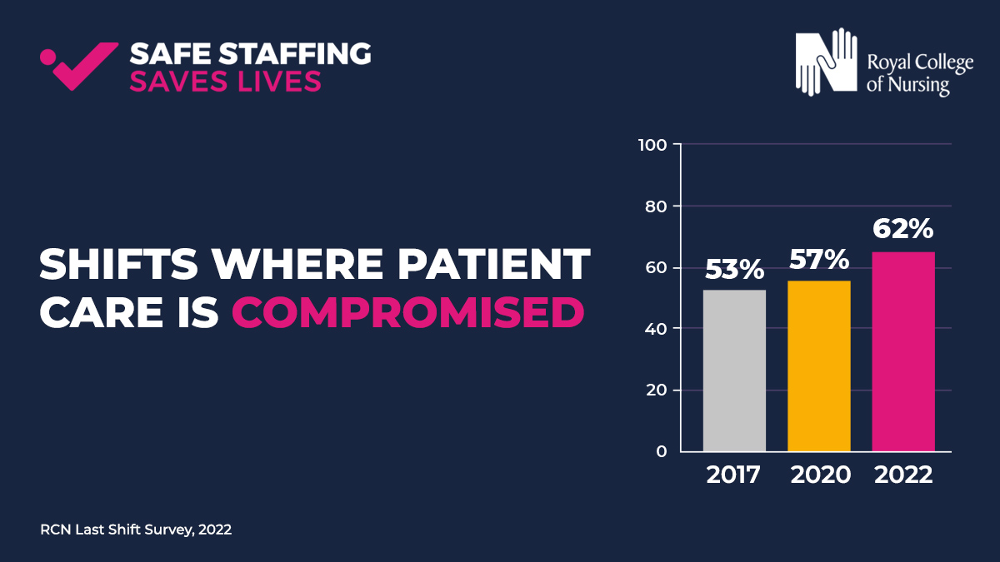 SAFE STAFFING
SAVES LIVES
Royal College
of Nursing
SHIFTS WHERE PATIENT
CARE IS COMPROMISED
100
80
60
40
20
0
53%
57%
62%
2017
2020
2022
RCN Last Shift Survey, 2022